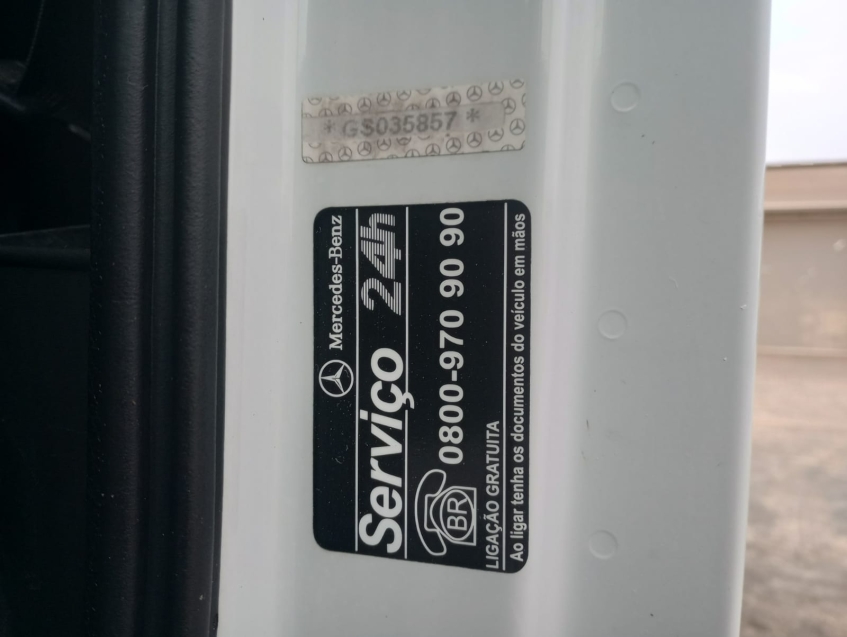 *GS035857*
Mercedes-Benz
Serviço 24h
BR 0800-970 90 90
LIGAÇÃO GRATUITA
Ao ligar tenha os documentos do veículo em mãos